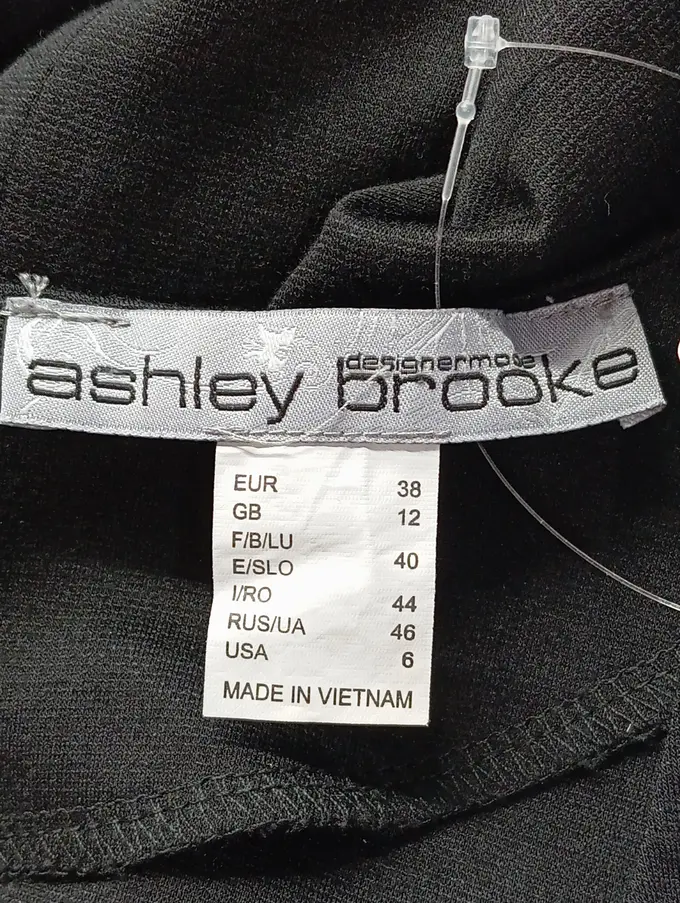 designermode
ashley brooke
EUR 38
GB 12
F/B/LU
E/SLO 40
I/RO 44
RUS/UA 46
USA 6
MADE IN VIETNAM